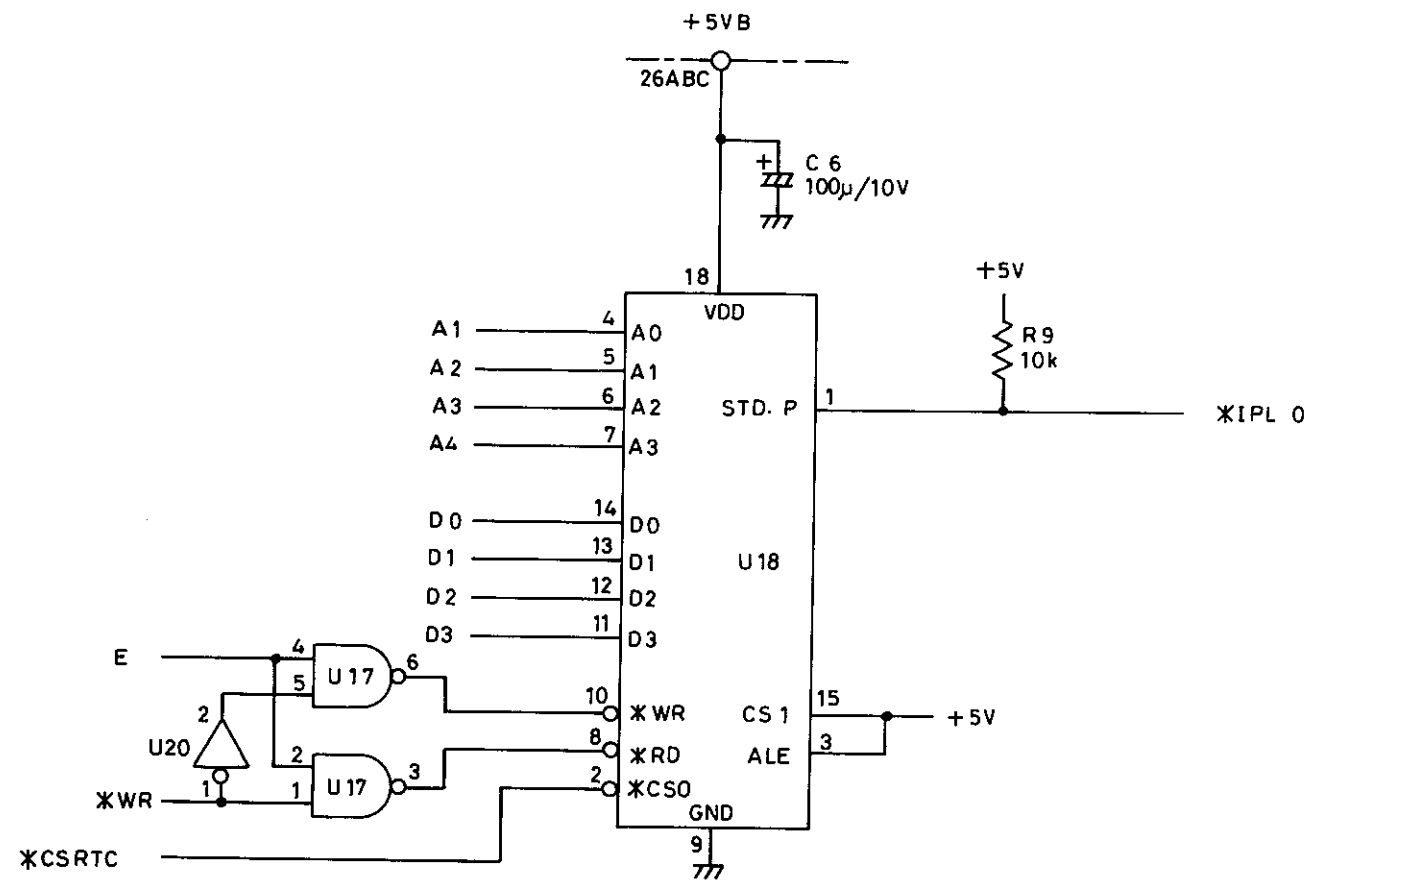 +5VB
26ABC
+ C6
100µ/10V
18
VDD
+5V
R9
10k
A1 4 A0
A2 5 A1
A3 6 A2
STD. P 1
*IPL 0
A4 7 A3
D0 14 D0
D1 13 D1
U18
D2 12 D2
D3 11 D3
E 4 U17 6
5
2
U20
1
10 *WR
CS1 15
+5V
8 *RD
ALE 3
2 U17 3
1
*WR
2 *CS0
GND
9
*CSRTC